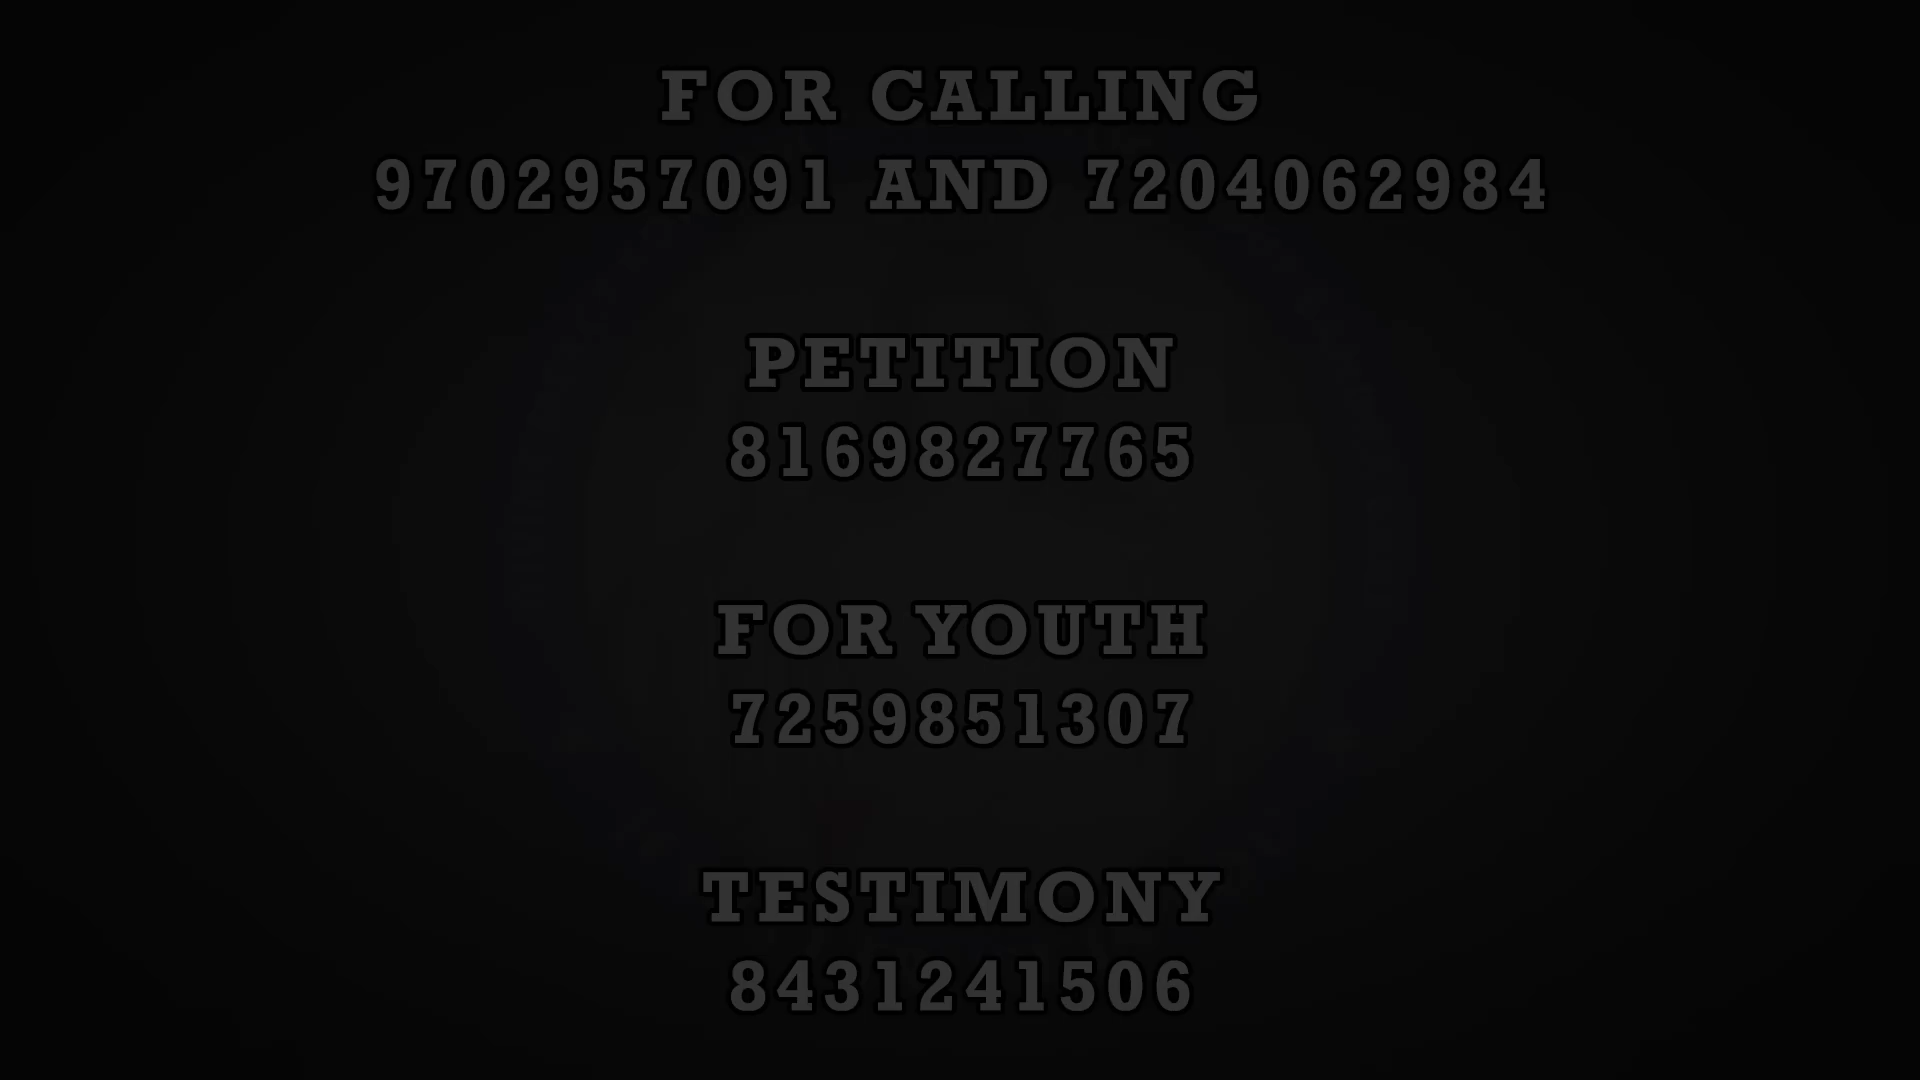 FOR CALLING
9702957091 AND 7204062984
PETITION
8169827765
FOR YOUTH
7259851307
TESTIMONY
8431241506